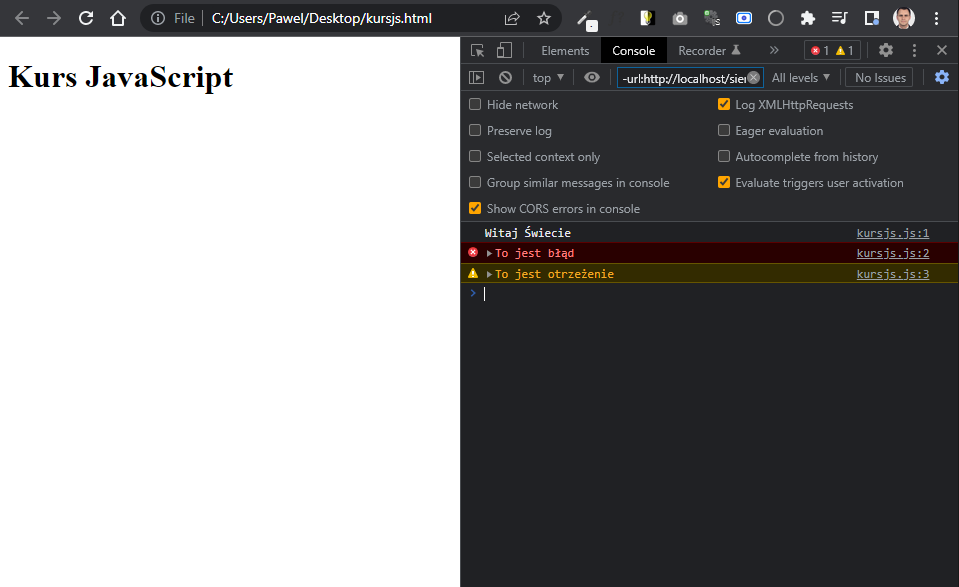 File C:/Users/Pawel/Desktop/kursjs.html
Kurs JavaScript
Elements Console Recorder » 1 1
top -url:http://localhost/sier All levels No Issues
Hide network Log XMLHttpRequests
Preserve log Eager evaluation
Selected context only Autocomplete from history
Group similar messages in console Evaluate triggers user activation
Show CORS errors in console
Witaj Świecie kursjs.js:1
To jest błąd kursjs.js:2
To jest otrzeżenie kursjs.js:3